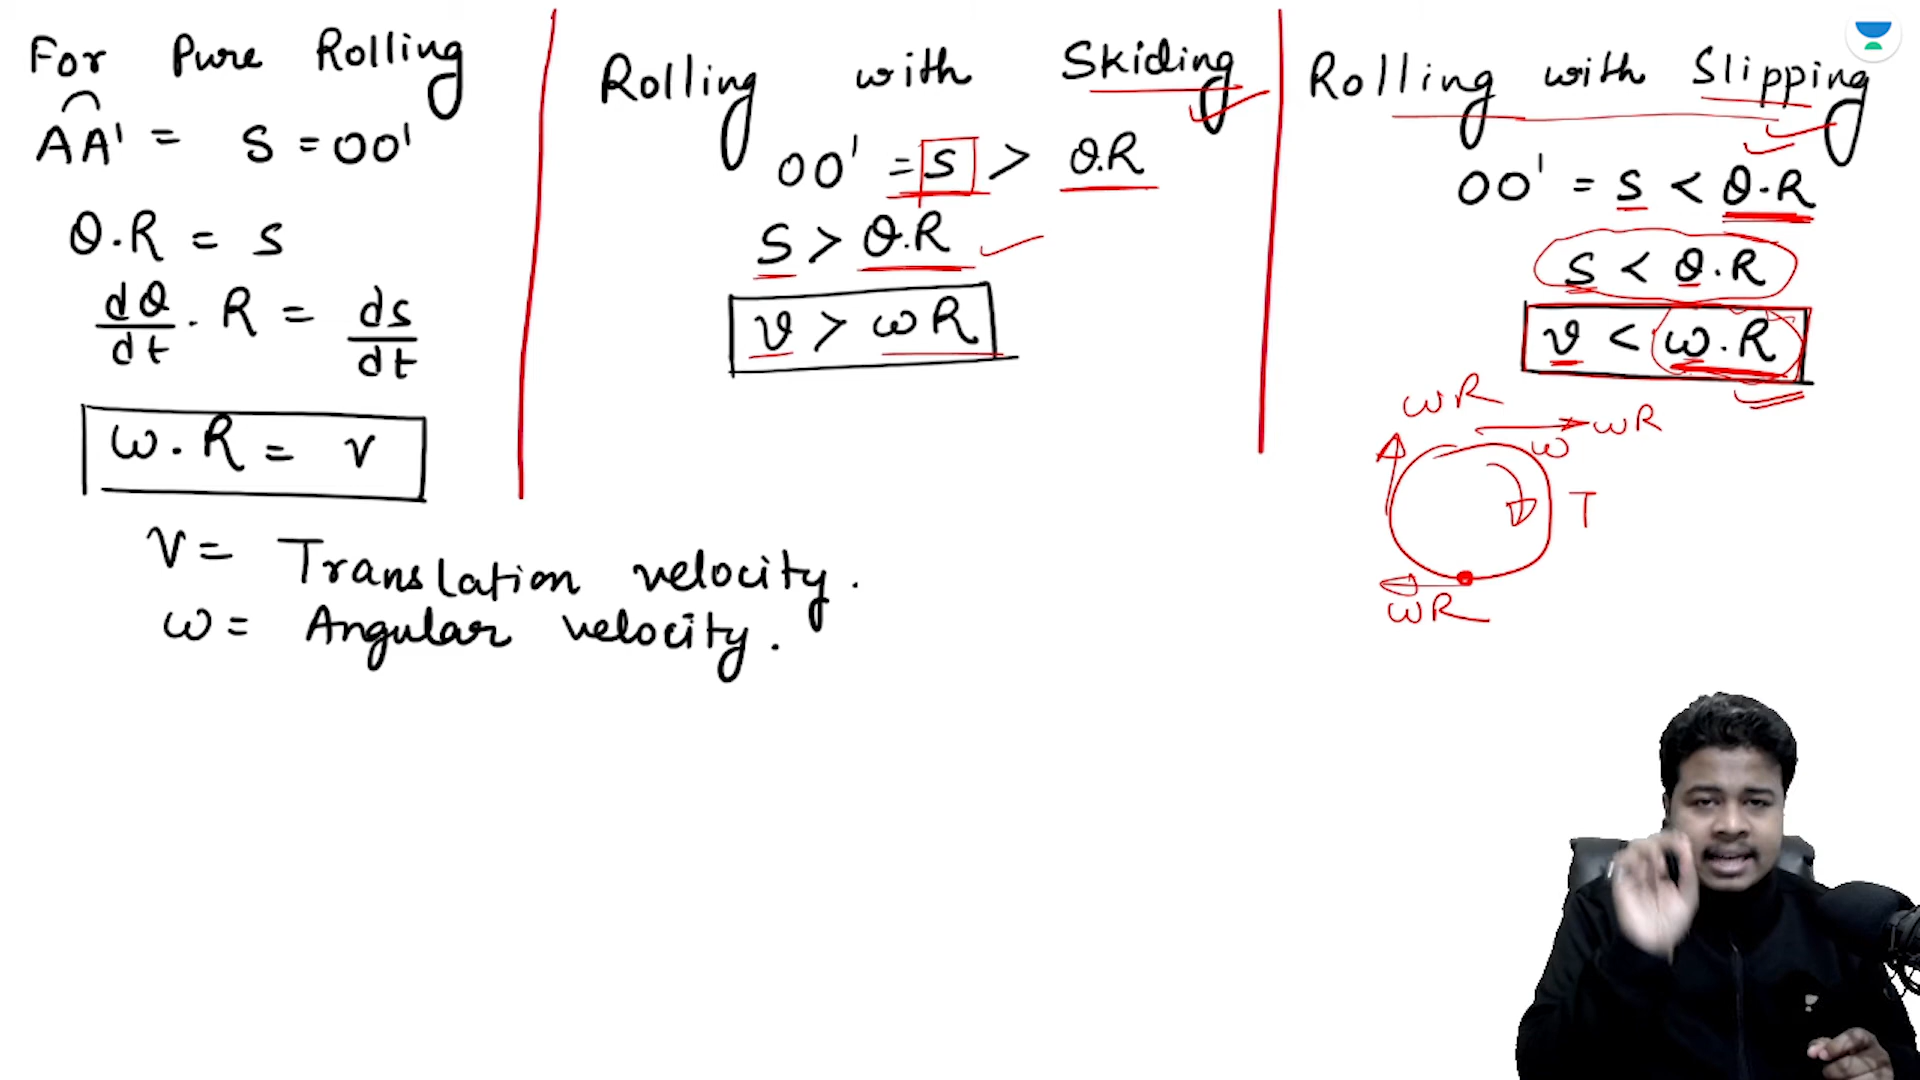 For Pure Rolling
AA' = S = OO'
θ.R = S
dθ/dt . R = ds/dt
ω.R = v
v = Translation velocity.
ω = Angular velocity.
Rolling with Skiding
OO' = S > θ.R
S > θ.R
v > ωR
Rolling with Slipping
OO' = S < θ.R
S < θ.R
v < ω.R
ωR
ωR
ω
T
ωR